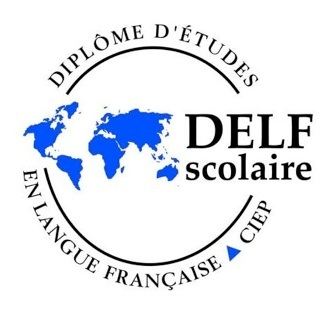 DIPLÔME D'ÉTUDES
DELF
scolaire
EN LANGUE FRANÇAISE CIEP